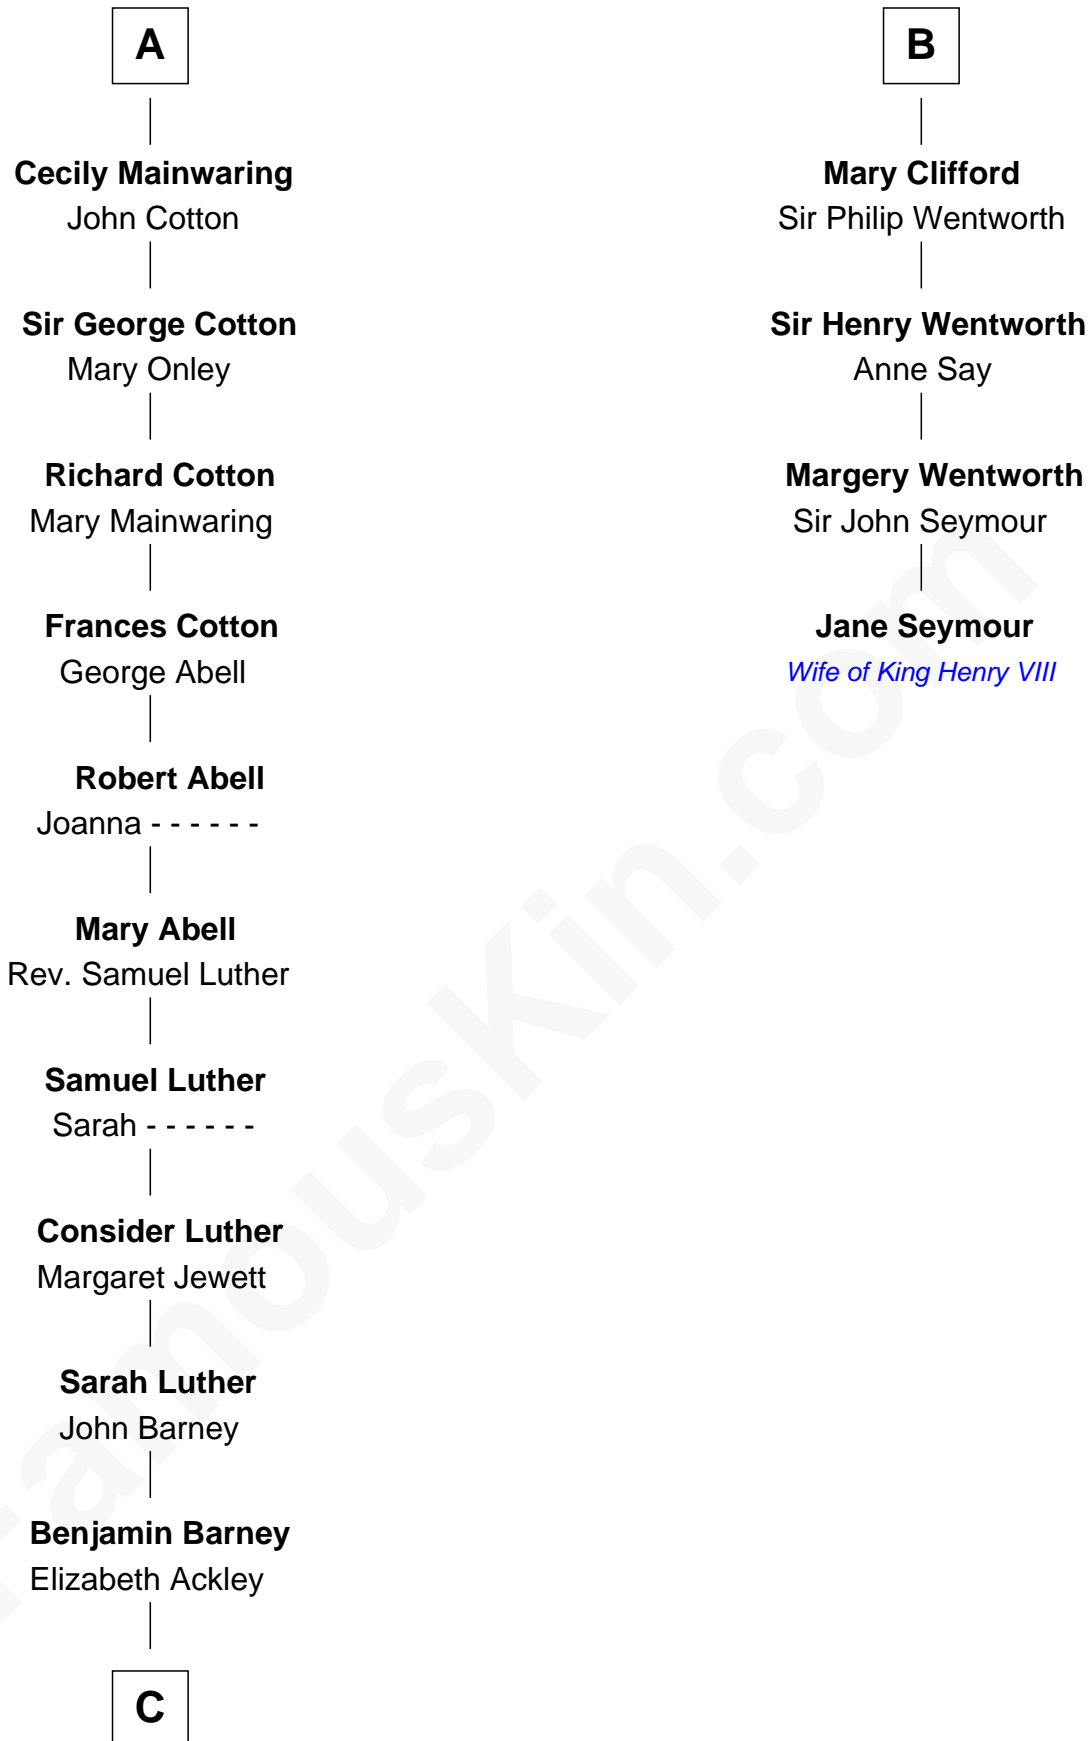 A
Cecily Mainwaring
John Cotton
Sir George Cotton
Mary Onley
Richard Cotton
Mary Mainwaring
Frances Cotton
George Abell
Robert Abell
Joanna - - - - - -
Mary Abell
Rev. Samuel Luther
Samuel Luther
Sarah - - - - - -
Consider Luther
Margaret Jewett
Sarah Luther
John Barney
Benjamin Barney
Elizabeth Ackley
C
B
Mary Clifford
Sir Philip Wentworth
Sir Henry Wentworth
Anne Say
Margery Wentworth
Sir John Seymour
Jane Seymour
Wife of King Henry VIII
FamousKin.com